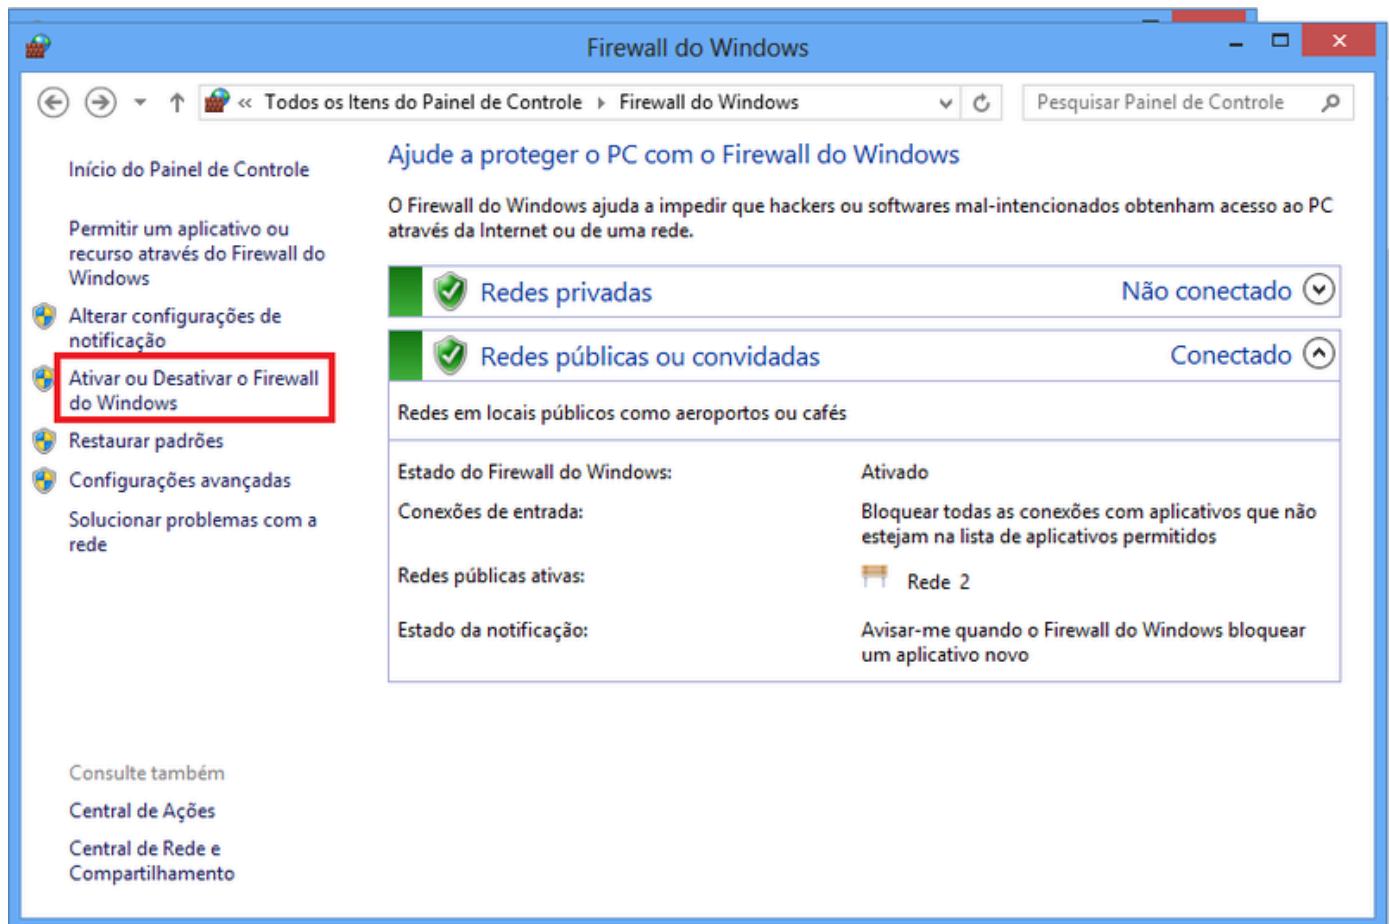 Firewall do Windows
« Todos os Itens do Painel de Controle
Firewall do Windows
Pesquisar Painel de Controle
Início do Painel de Controle
Permitir um aplicativo ou
recurso através do Firewall do
Windows
Alterar configurações de
notificação
Ativar ou Desativar o Firewall
do Windows
Restaurar padrões
Configurações avançadas
Solucionar problemas com a
rede
Consulte também
Central de Ações
Central de Rede e
Compartilhamento
Ajude a proteger o PC com o Firewall do Windows
O Firewall do Windows ajuda a impedir que hackers ou softwares mal-intencionados obtenham acesso ao PC
através da Internet ou de uma rede.
Redes privadas
Não conectado
Redes públicas ou convidadas
Conectado
Redes em locais públicos como aeroportos ou cafés
Estado do Firewall do Windows:
Ativado
Conexões de entrada:
Bloquear todas as conexões com aplicativos que não
estejam na lista de aplicativos permitidos
Redes públicas ativas:
Rede 2
Estado da notificação:
Avisar-me quando o Firewall do Windows bloquear
um aplicativo novo